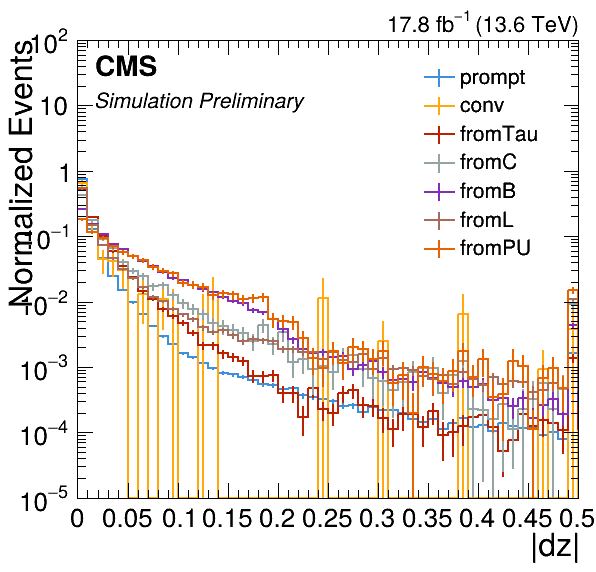 17.8 fb⁻¹ (13.6 TeV)
CMS
Simulation Preliminary
prompt
conv
fromTau
fromC
fromB
fromL
fromPU
Normalized Events
10²
10
1
10⁻¹
10⁻²
10⁻³
10⁻⁴
10⁻⁵
0 0.05 0.1 0.15 0.2 0.25 0.3 0.35 0.4 0.45 0.5
|dz|